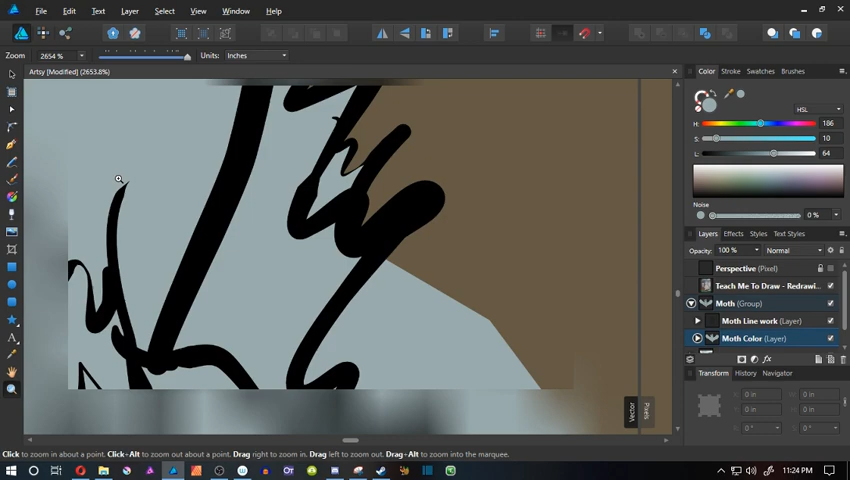 File Edit Text Layer Select Arrange View Window Help
Zoom
2654 %
Units: Inches
Artsy [Modified] (2653.8%)
Color Stroke Swatches Brushes
HSL
H: 186
S: 10
L: 64
Noise
0 %
Layers Effects Styles Text Styles
Opacity: 100 % Normal
Perspective (Pixel)
Teach Me To Draw - Redrawi...
Moth (Group)
Moth Line work (Layer)
Moth Color (Layer)
Transform History Navigator
X: 0 in W: 0 in
Y: 0 in H: 0 in
R: 0 ° S: 0 °
Vector
Pixels
Click to zoom in about a point. Click+Alt to zoom out about a point. Drag right to zoom in. Drag left to zoom out. Drag+Alt to zoom into the marquee.
11:24 PM